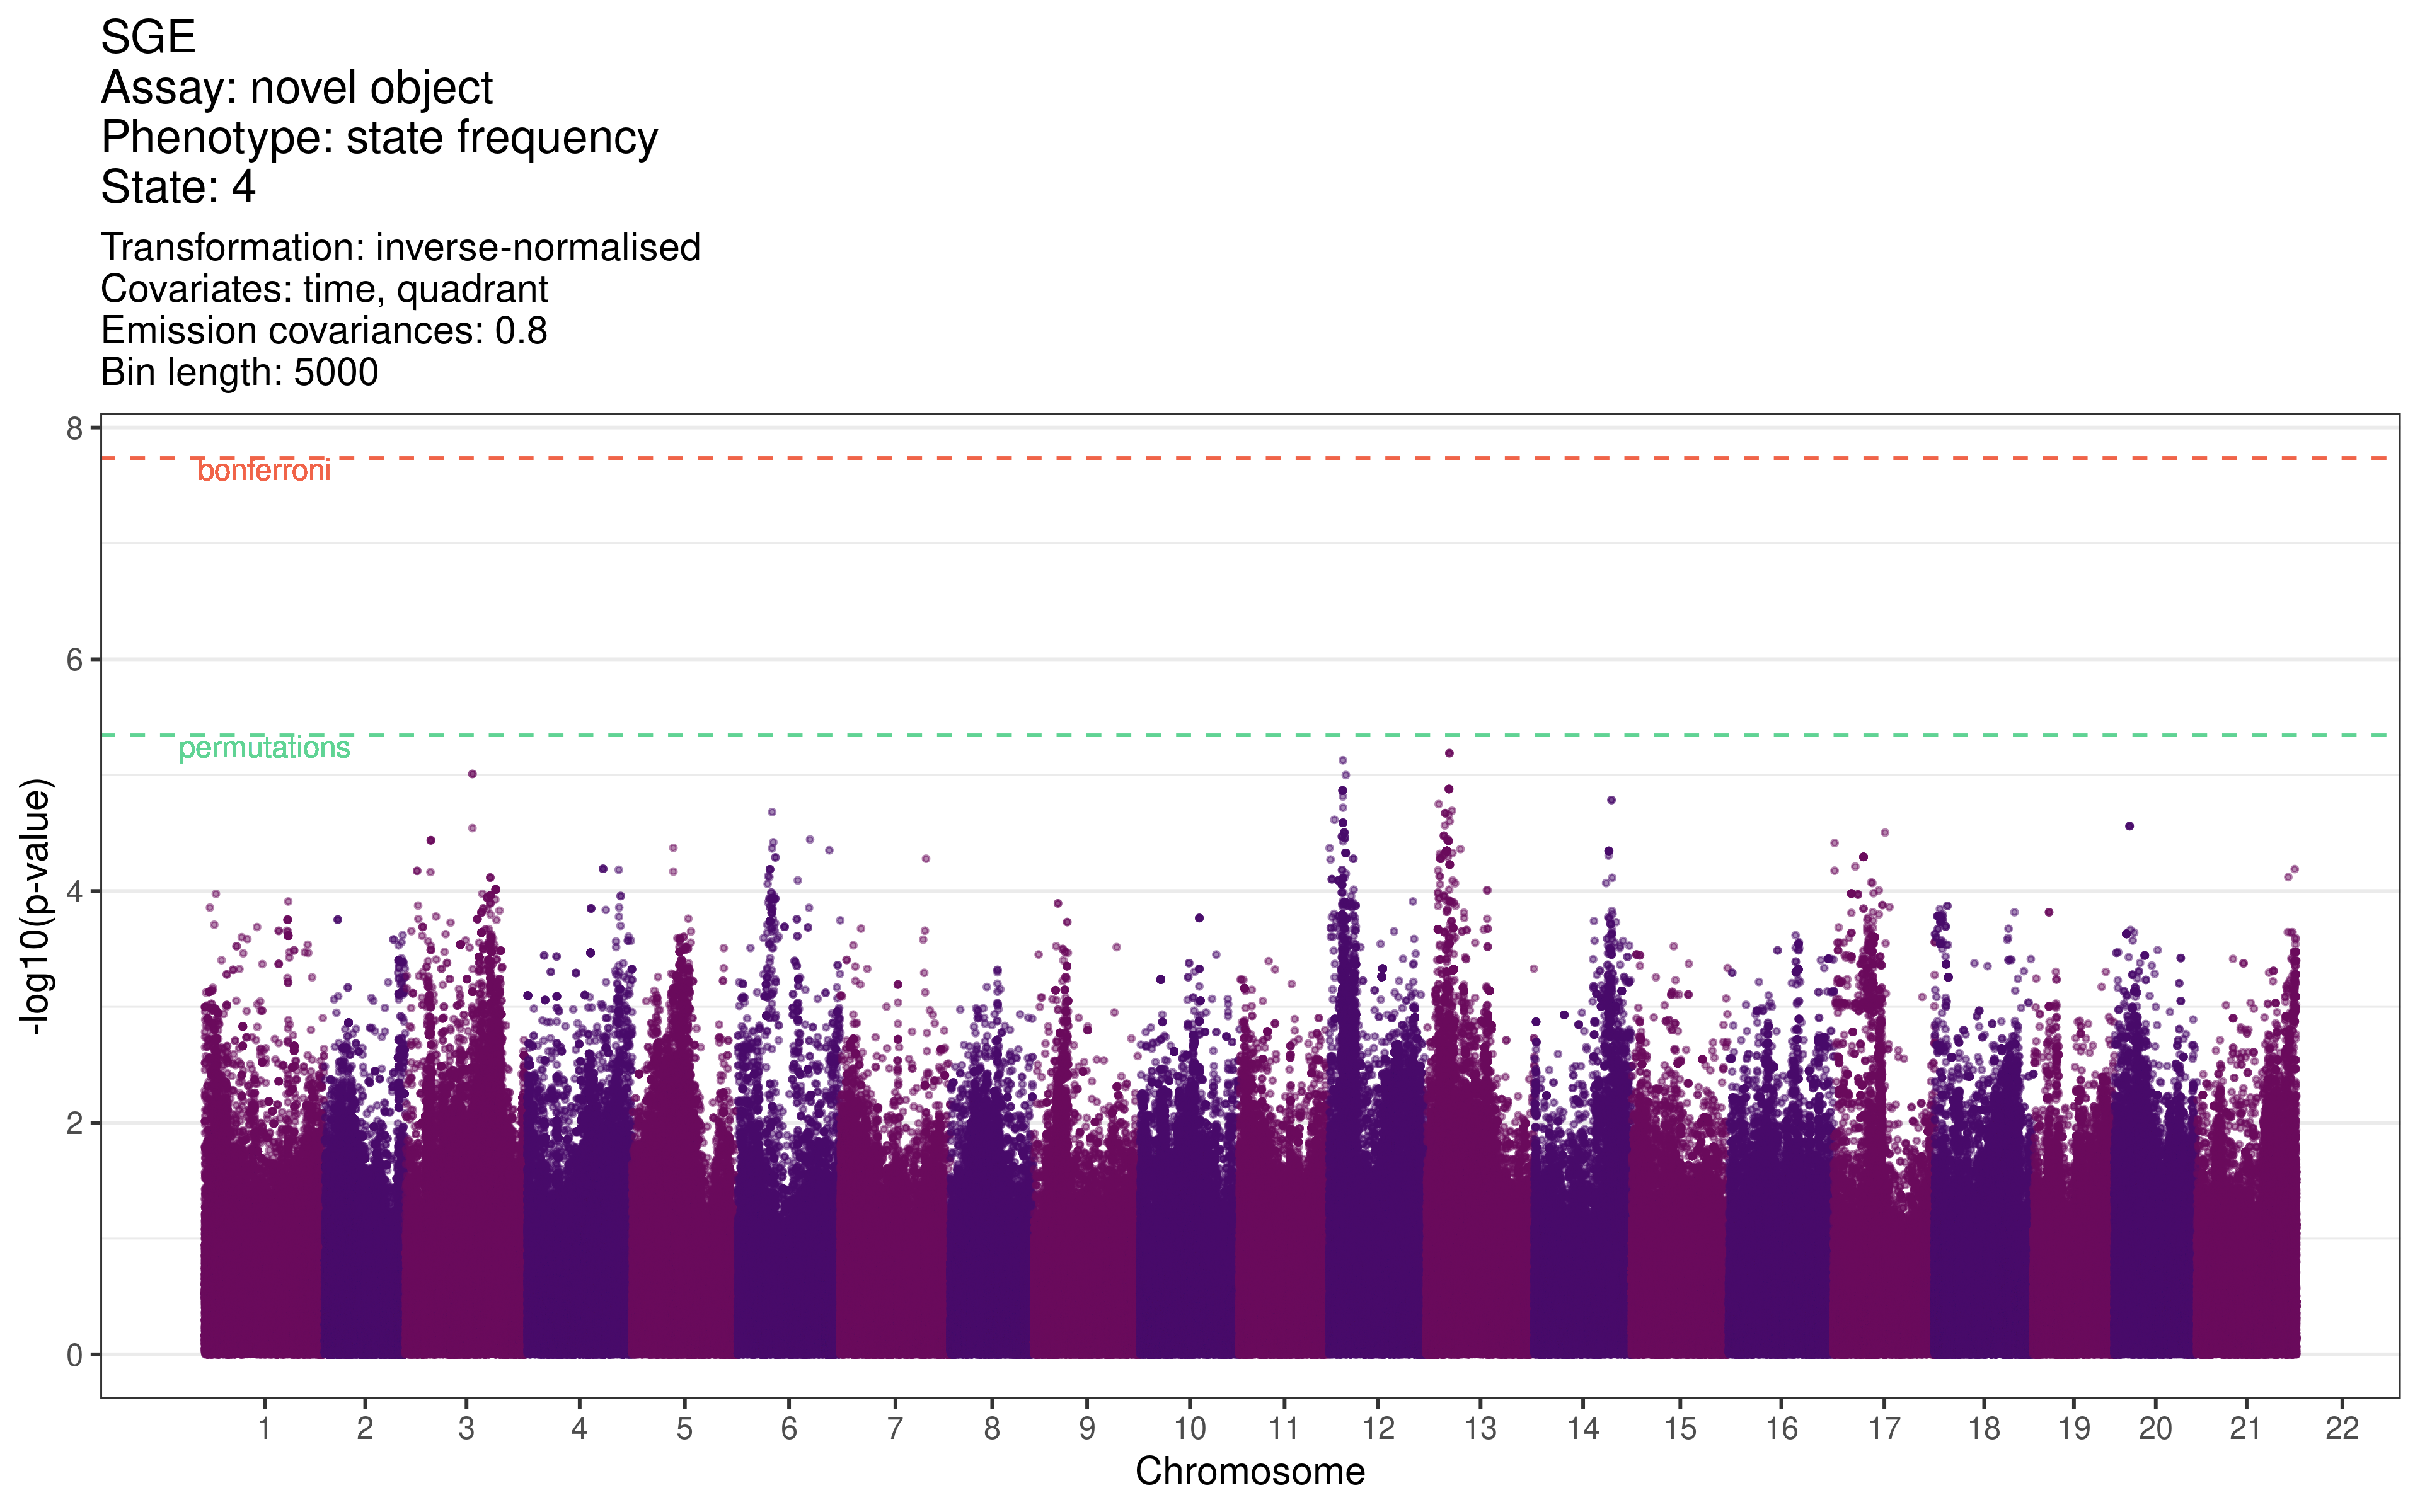 SGE
Assay: novel object
Phenotype: state frequency
State: 4
Transformation: inverse-normalised
Covariates: time, quadrant
Emission covariances: 0.8
Bin length: 5000
8
bonferroni
6
permutations
4
2
0
-log10(p-value)
1 2 3 4 5 6 7 8 9 10 11 12 13 14 15 16 17 18 19 20 21 22
Chromosome